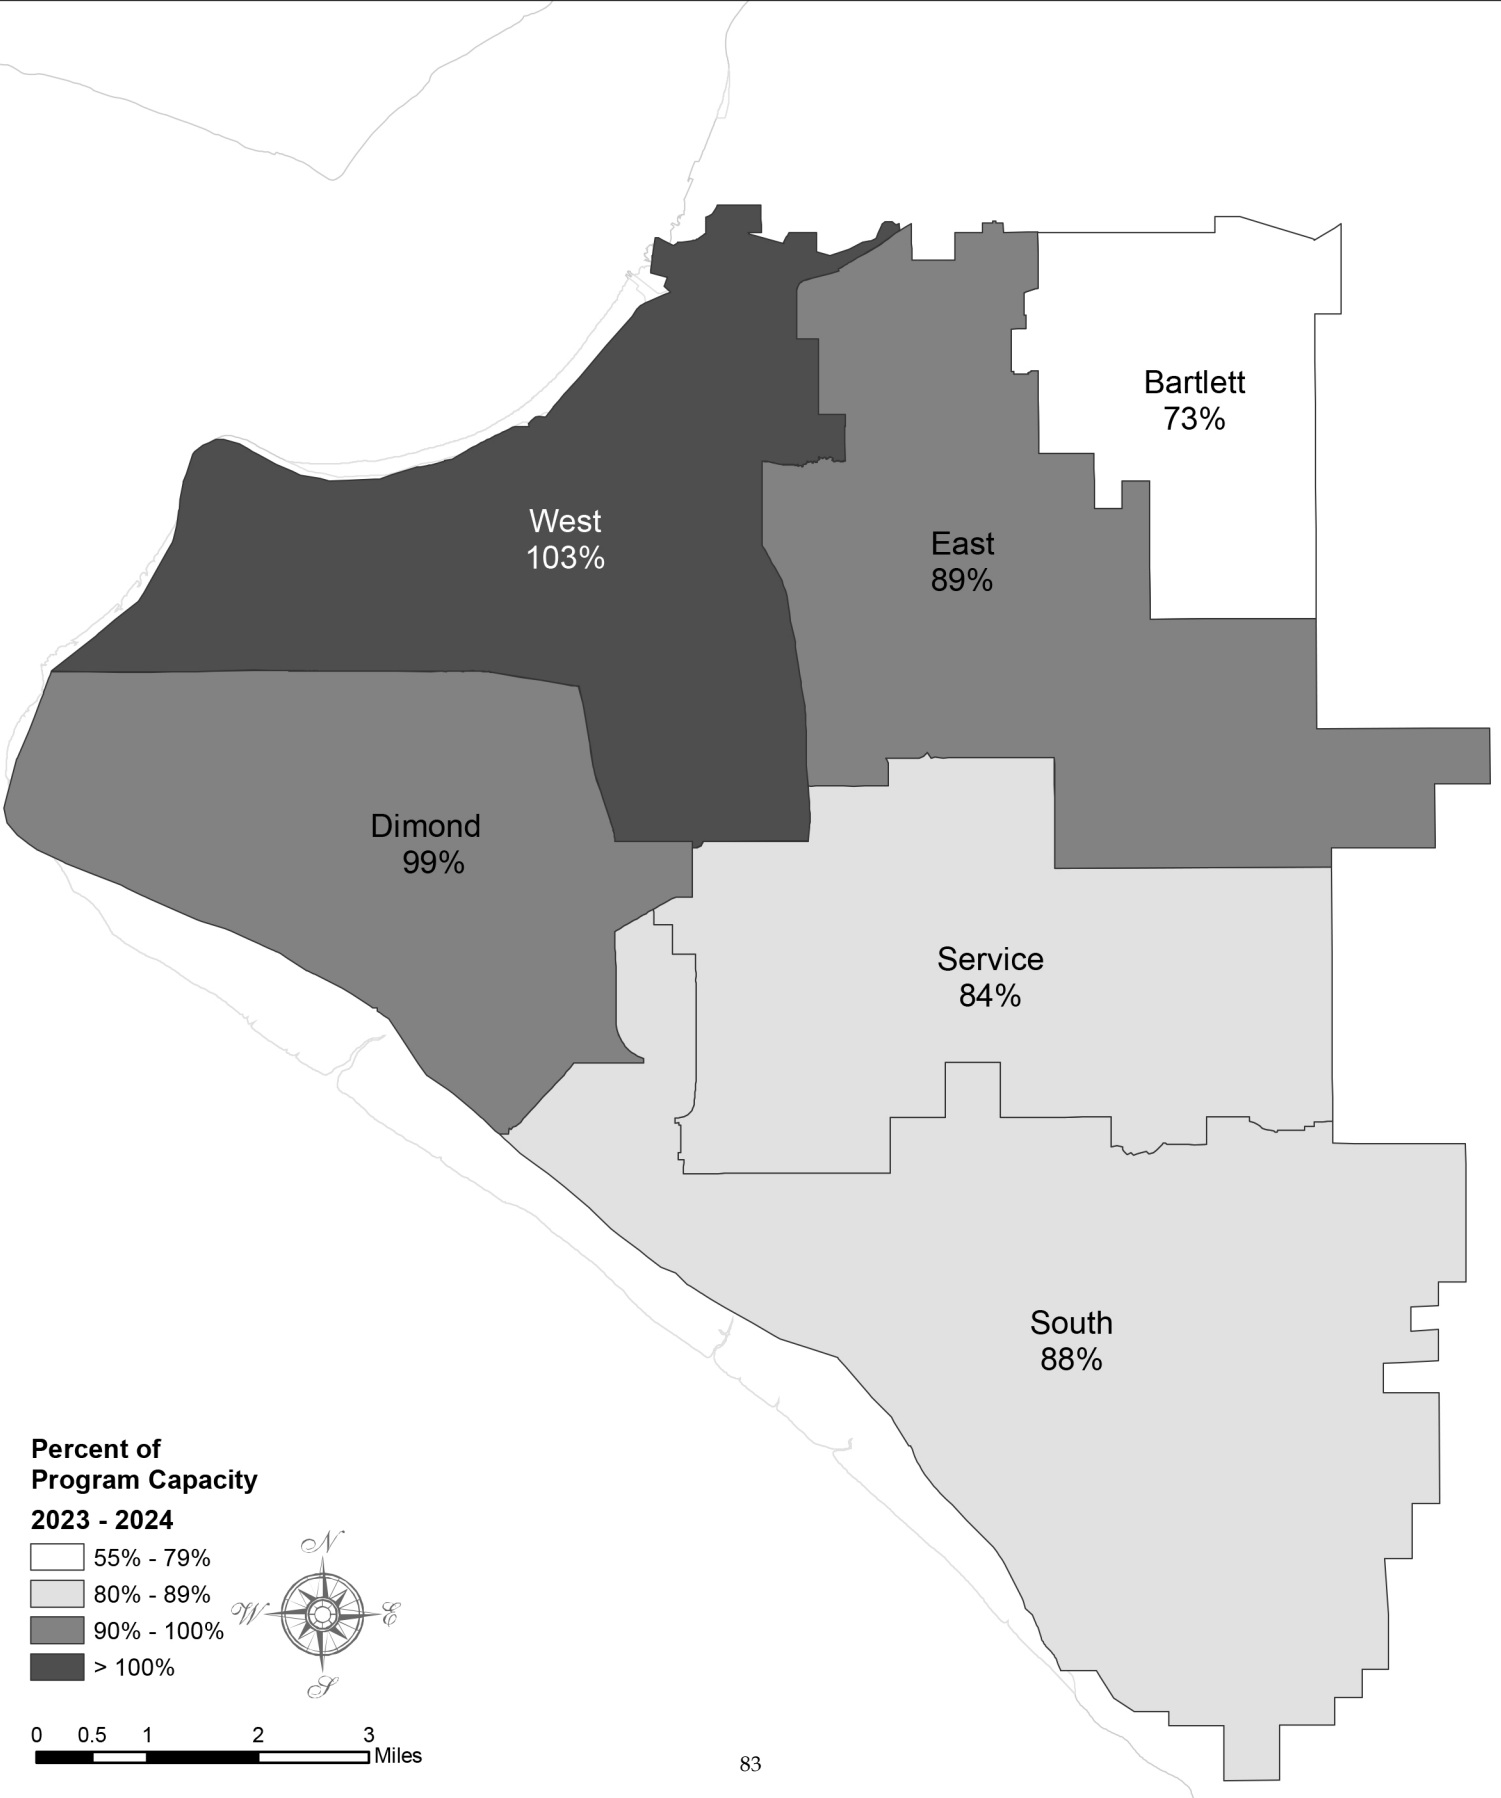 Bartlett
73%
West
103%
East
89%
Dimond
99%
Service
84%
South
88%
Percent of
Program Capacity
2023 - 2024
55% - 79%
80% - 89%
90% - 100%
> 100%
N
W
E
S
0 0.5 1 2 3
Miles
83